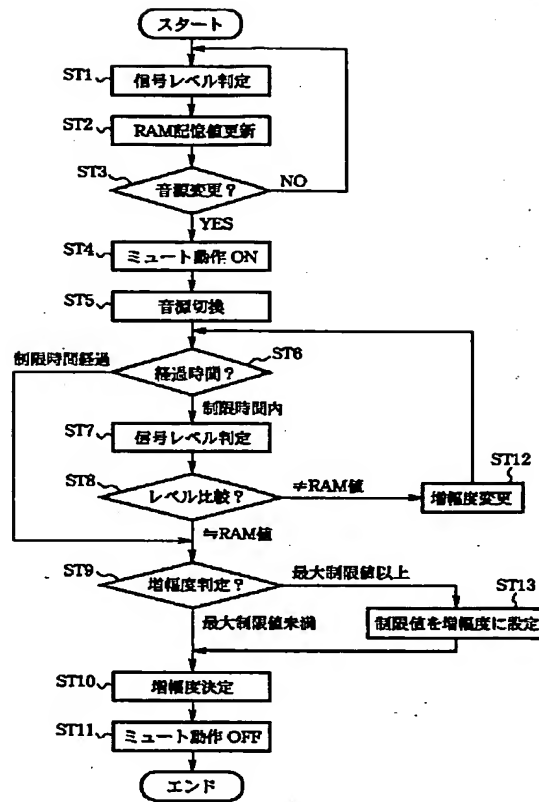 スタート
ST1
信号レベル判定
ST2
RAM記憶値更新
ST3
音源変更?
NO
YES
ST4
ミュート動作 ON
ST5
音源切換
制限時間経過
ST6
経過時間?
制限時間内
ST7
信号レベル判定
ST8
レベル比較?
≠RAM値
ST12
増幅度変更
≒RAM値
ST9
増幅度判定?
最大制限値以上
ST13
制限値を増幅度に設定
最大制限値未満
ST10
増幅度決定
ST11
ミュート動作 OFF
エンド